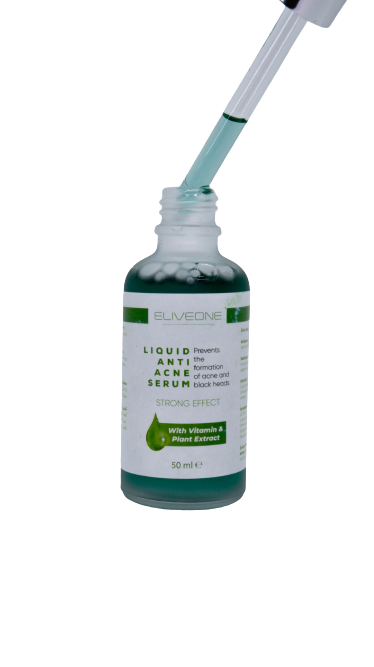 ELIVEONE
LIQUID
ANTI
ACNE
SERUM
Prevents
the
formation
of acne and
black heads
STRONG EFFECT
With Vitamin &
Plant Extract
50 ml ℮